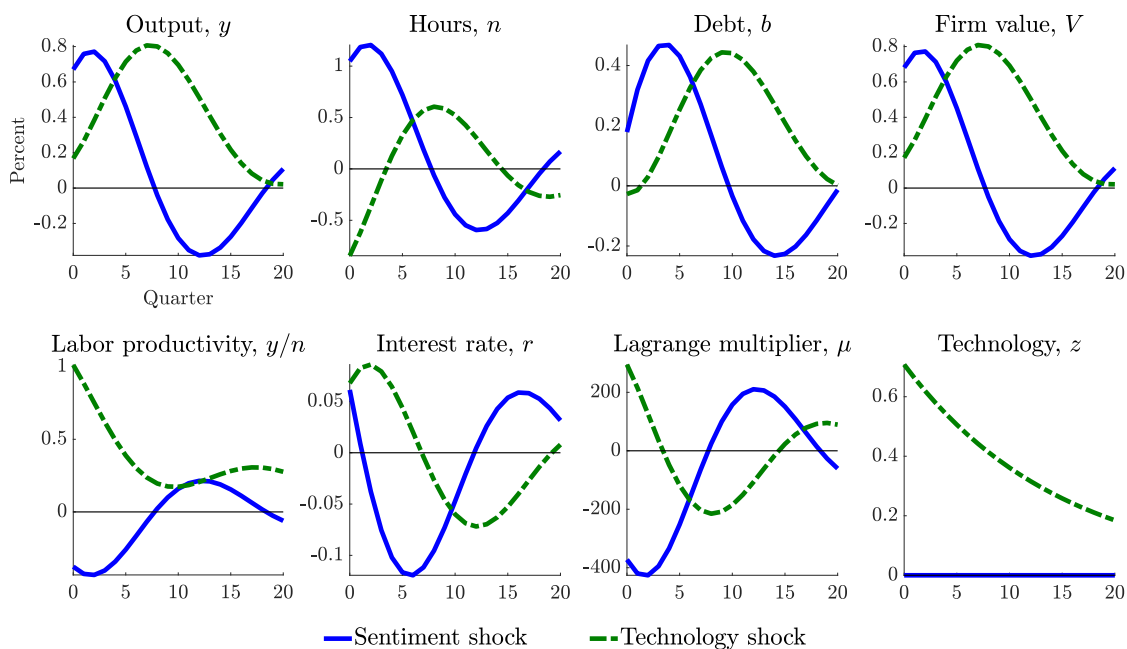 Output, y
Hours, n
Debt, b
Firm value, V
Percent
0.8
0.6
0.4
0.2
0
-0.2
0 5 10 15 20
Quarter
1
0.5
0
-0.5
0 5 10 15 20
0.4
0.2
0
-0.2
0 5 10 15 20
0.8
0.6
0.4
0.2
0
-0.2
0 5 10 15 20
Labor productivity, y/n
Interest rate, r
Lagrange multiplier, μ
Technology, z
1
0.5
0
0 5 10 15 20
0.05
0
-0.05
-0.1
0 5 10 15 20
200
0
-200
-400
0 5 10 15 20
0.6
0.4
0.2
0
0 5 10 15 20
Sentiment shock
Technology shock